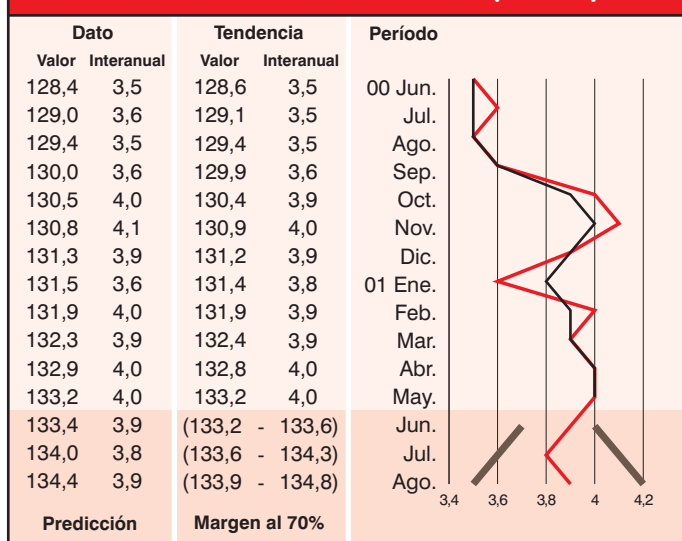 Dato Tendencia Período
Valor Interanual Valor Interanual
128,4 3,5 128,6 3,5 00 Jun.
129,0 3,6 129,1 3,5 Jul.
129,4 3,5 129,4 3,5 Ago.
130,0 3,6 129,9 3,6 Sep.
130,5 4,0 130,4 3,9 Oct.
130,8 4,1 130,9 4,0 Nov.
131,3 3,9 131,2 3,9 Dic.
131,5 3,6 131,4 3,8 01 Ene.
131,9 4,0 131,9 3,9 Feb.
132,3 3,9 132,4 3,9 Mar.
132,9 4,0 132,8 4,0 Abr.
133,2 4,0 133,2 4,0 May.
133,4 3,9 (133,2 - 133,6) Jun.
134,0 3,8 (133,6 - 134,3) Jul.
134,4 3,9 (133,9 - 134,8) Ago.
3,4 3,6 3,8 4 4,2
Predicción Margen al 70%